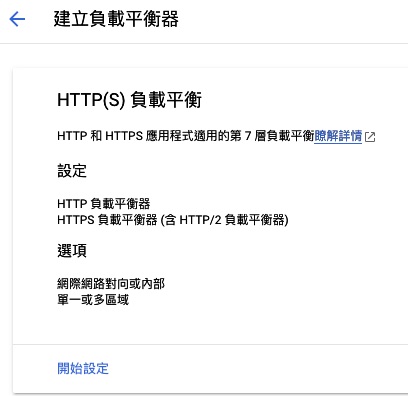 建立負載平衡器
HTTP(S) 負載平衡
HTTP 和 HTTPS 應用程式適用的第 7 層負載平衡瞭解詳情
設定
HTTP 負載平衡器
HTTPS 負載平衡器 (含 HTTP/2 負載平衡器)
選項
網際網路對向或內部
單一或多區域
開始設定